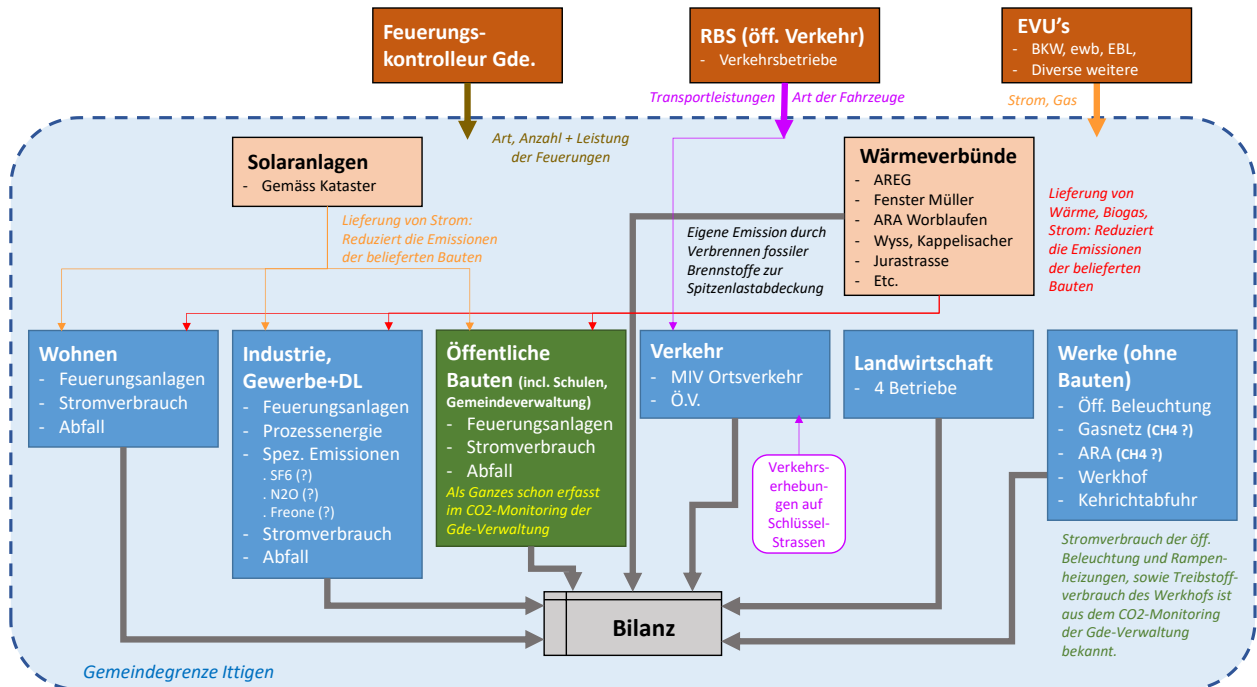 Feuerungs-
kontrolleur Gde.
RBS (öff. Verkehr)
- Verkehrsbetriebe
EVU's
- BKW, ewb, EBL,
- Diverse weitere
Transportleistungen
Art der Fahrzeuge
Strom, Gas
Art, Anzahl + Leistung
der Feuerungen
Solaranlagen
- Gemäss Kataster
Wärmeverbünde
- AREG
- Fenster Müller
- ARA Worblaufen
- Wyss, Kappelisacher
- Jurastrasse
- Etc.
Lieferung von Strom:
Reduziert die Emissionen
der belieferten Bauten
Eigene Emission durch
Verbrennen fossiler
Brennstoffe zur
Spitzenlastabdeckung
Lieferung von
Wärme, Biogas,
Strom: Reduziert
die Emissionen
der belieferten
Bauten
Wohnen
- Feuerungsanlagen
- Stromverbrauch
- Abfall
Industrie,
Gewerbe+DL
- Feuerungsanlagen
- Prozessenergie
- Spez. Emissionen
. SF6 (?)
. N2O (?)
. Freone (?)
- Stromverbrauch
- Abfall
Öffentliche
Bauten (incl. Schulen,
Gemeindeverwaltung)
- Feuerungsanlagen
- Stromverbrauch
- Abfall
Als Ganzes schon erfasst
im CO2-Monitoring der
Gde-Verwaltung
Verkehr
- MIV Ortsverkehr
- Ö.V.
Verkehrs-
erhebun-
gen auf
Schlüssel-
Strassen
Landwirtschaft
- 4 Betriebe
Werke (ohne
Bauten)
- Öff. Beleuchtung
- Gasnetz (CH4 ?)
- ARA (CH4 ?)
- Werkhof
- Kehrichtabfuhr
Stromverbrauch der öff.
Beleuchtung und Rampen-
heizungen, sowie Treibstoff-
verbrauch des Werkhofs ist
aus dem CO2-Monitoring
der Gde-Verwaltung
bekannt.
Bilanz
Gemeindegrenze Ittigen